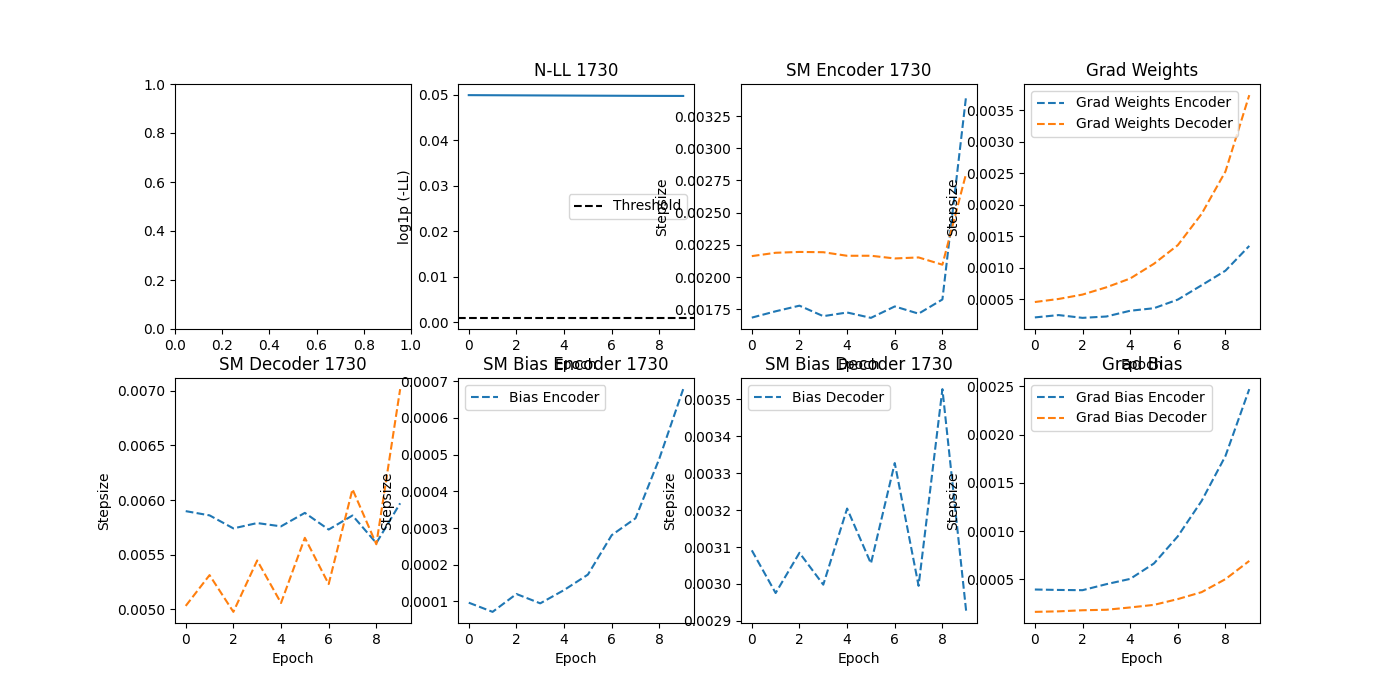 N-LL 1730
SM Encoder 1730
Grad Weights
1.0
0.8
0.6
0.4
0.2
0.0
0.0 0.2 0.4 0.6 0.8 1.0
log1p (-LL)
0.05
0.04
0.03
0.02
0.01
0.00
Threshold
0 2 4 6 8
Epoch
Stepsize
0.00325
0.00300
0.00275
0.00250
0.00225
0.00200
0.00175
0 2 4 6 8
Epoch
Stepsize
0.0035
0.0030
0.0025
0.0020
0.0015
0.0010
0.0005
Grad Weights Encoder
Grad Weights Decoder
0 2 4 6 8
Epoch
SM Decoder 1730
SM Bias Encoder 1730
SM Bias Decoder 1730
Grad Bias
Stepsize
0.0070
0.0065
0.0060
0.0055
0.0050
0 2 4 6 8
Epoch
Stepsize
0.0007
0.0006
0.0005
0.0004
0.0003
0.0002
0.0001
Bias Encoder
0 2 4 6 8
Epoch
Stepsize
0.0035
0.0034
0.0033
0.0032
0.0031
0.0030
0.0029
Bias Decoder
0 2 4 6 8
Epoch
Stepsize
0.0025
0.0020
0.0015
0.0010
0.0005
Grad Bias Encoder
Grad Bias Decoder
0 2 4 6 8
Epoch